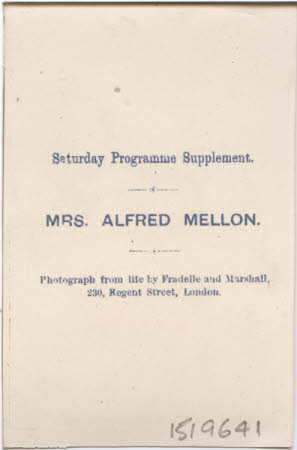 Saturday Programme Supplement.
MRS. ALFRED MELLON.
Photograph from life by Fradelle and Marshall,
230, Regent Street, London.
1519641